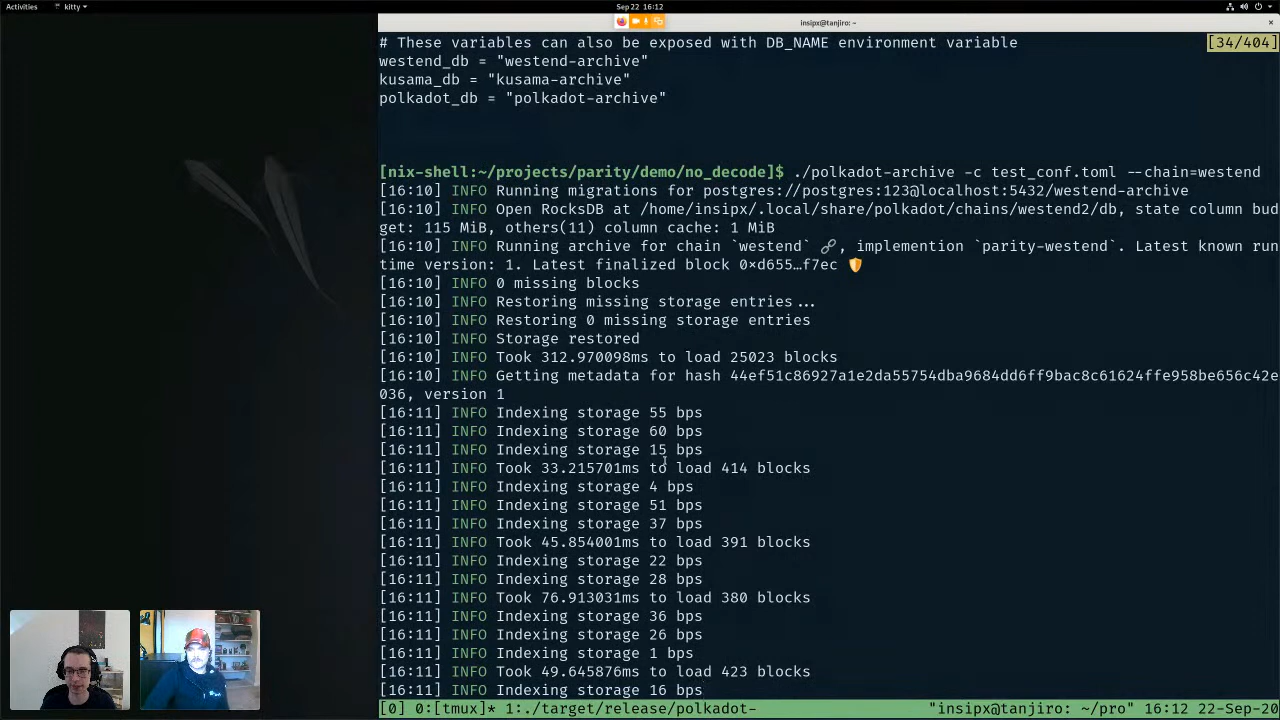 Activities kitty Sep 22 16:12
insipx@tanjiro: ~
# These variables can also be exposed with DB_NAME environment variable [34/404]
westend_db = "westend-archive"
kusama_db = "kusama-archive"
polkadot_db = "polkadot-archive"
[nix-shell:~/projects/parity/demo/no_decode]$ ./polkadot-archive -c test_conf.toml --chain=westend
[16:10] INFO Running migrations for postgres://postgres:123@localhost:5432/westend-archive
[16:10] INFO Open RocksDB at /home/insipx/.local/share/polkadot/chains/westend2/db, state column bud
get: 115 MiB, others(11) column cache: 1 MiB
[16:10] INFO Running archive for chain `westend` 🔗, implemention `parity-westend`. Latest known run
time version: 1. Latest finalized block 0×d655…f7ec 🛡
[16:10] INFO 0 missing blocks
[16:10] INFO Restoring missing storage entries...
[16:10] INFO Restoring 0 missing storage entries
[16:10] INFO Storage restored
[16:10] INFO Took 312.970098ms to load 25023 blocks
[16:10] INFO Getting metadata for hash 44ef51c86927a1e2da55754dba9684dd6ff9bac8c61624ffe958be656c42e
036, version 1
[16:11] INFO Indexing storage 55 bps
[16:11] INFO Indexing storage 60 bps
[16:11] INFO Indexing storage 15 bps
[16:11] INFO Took 33.215701ms to load 414 blocks
[16:11] INFO Indexing storage 4 bps
[16:11] INFO Indexing storage 51 bps
[16:11] INFO Indexing storage 37 bps
[16:11] INFO Took 45.854001ms to load 391 blocks
[16:11] INFO Indexing storage 22 bps
[16:11] INFO Indexing storage 28 bps
[16:11] INFO Took 76.913031ms to load 380 blocks
[16:11] INFO Indexing storage 36 bps
[16:11] INFO Indexing storage 26 bps
[16:11] INFO Indexing storage 1 bps
[16:11] INFO Took 49.645876ms to load 423 blocks
[16:11] INFO Indexing storage 16 bps
[0] 0:[tmux]* 1:./target/release/polkadot- "insipx@tanjiro: ~/pro" 16:12 22-Sep-20